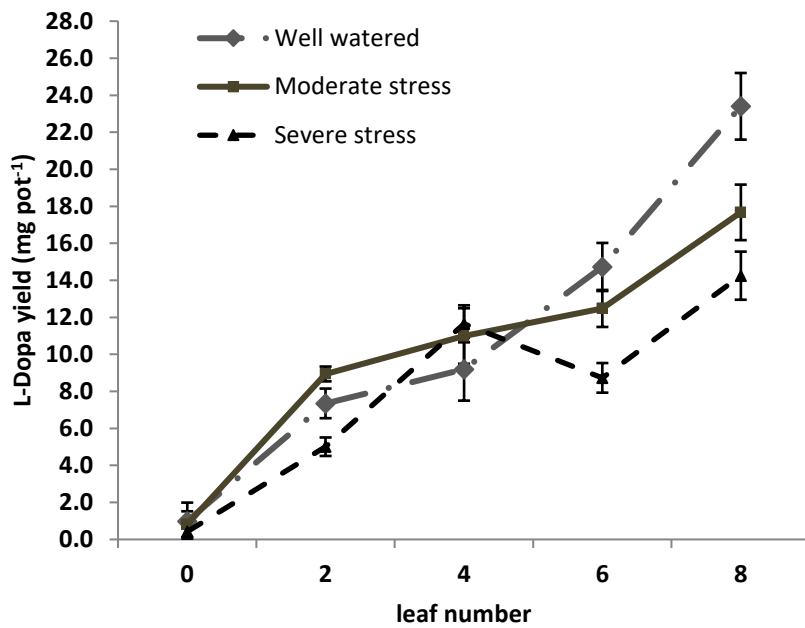 28.0
26.0
24.0
22.0
20.0
18.0
16.0
14.0
12.0
10.0
8.0
6.0
4.0
2.0
0.0
L-Dopa yield (mg pot⁻¹)
Well watered
Moderate stress
Severe stress
0 2 4 6 8
leaf number